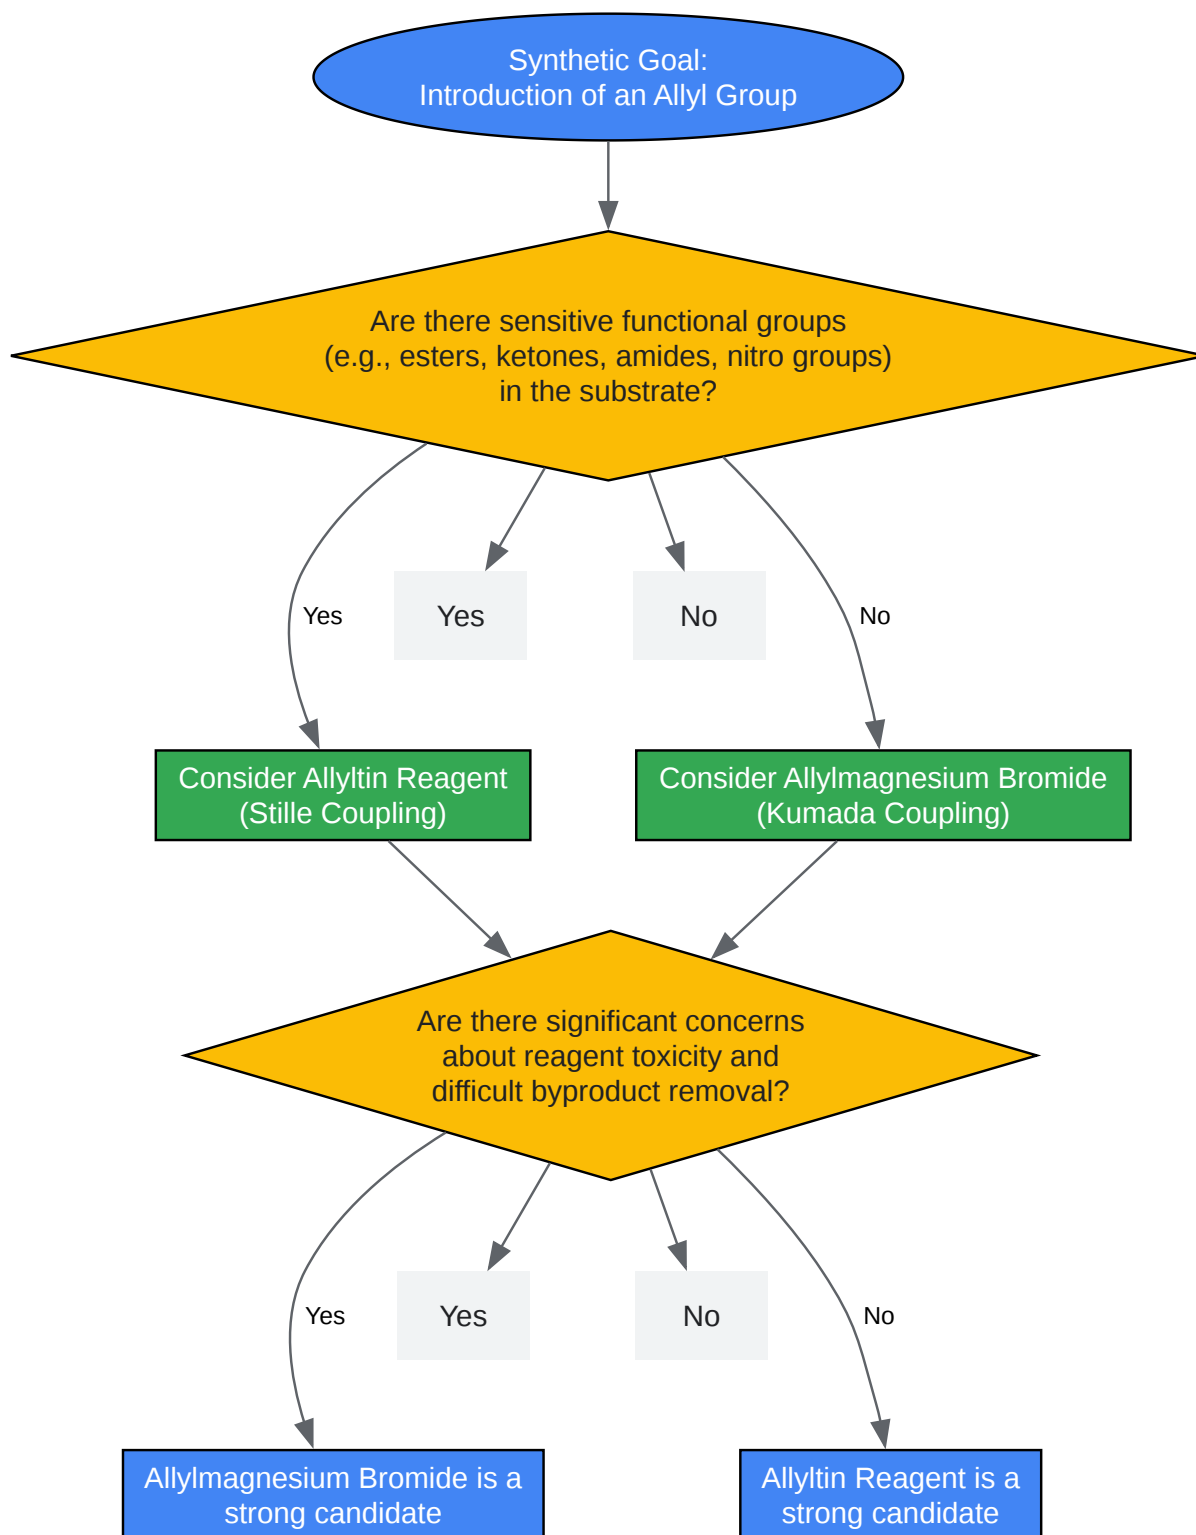 Synthetic Goal:
Introduction of an Allyl Group
Are there sensitive functional groups
(e.g., esters, ketones, amides, nitro groups)
in the substrate?
Yes
Yes
No
No
Consider Allyltin Reagent
(Stille Coupling)
Consider Allylmagnesium Bromide
(Kumada Coupling)
Are there significant concerns
about reagent toxicity and
difficult byproduct removal?
Yes
Yes
No
No
Allylmagnesium Bromide is a
strong candidate
Allyltin Reagent is a
strong candidate